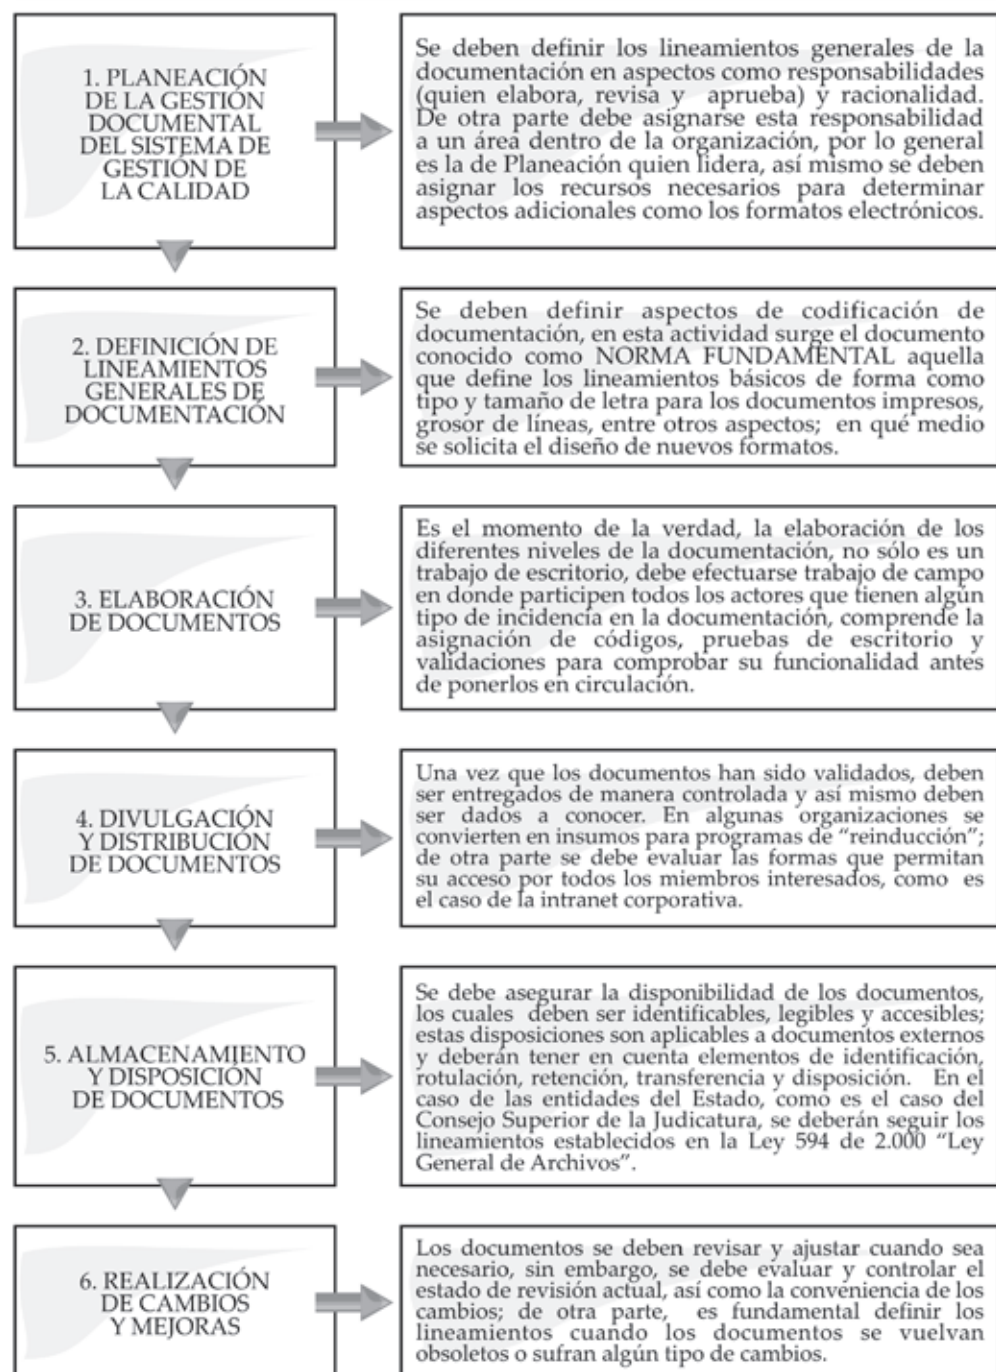 1. PLANEACIÓN
DE LA GESTIÓN
DOCUMENTAL
DEL SISTEMA DE
GESTIÓN DE
LA CALIDAD
Se deben definir los lineamientos generales de la
documentación en aspectos como responsabilidades
(quien elabora, revisa y aprueba) y racionalidad.
De otra parte debe asignarse esta responsabilidad
a un área dentro de la organización, por lo general
es la de Planeación quien lidera, así mismo se deben
asignar los recursos necesarios para determinar
aspectos adicionales como los formatos electrónicos.
2. DEFINICIÓN DE
LINEAMIENTOS
GENERALES DE
DOCUMENTACIÓN
Se deben definir aspectos de codificación de
documentación, en esta actividad surge el documento
conocido como NORMA FUNDAMENTAL aquella
que define los lineamientos básicos de forma como
tipo y tamaño de letra para los documentos impresos,
grosor de líneas, entre otros aspectos; en qué medio
se solicita el diseño de nuevos formatos.
3. ELABORACIÓN
DE DOCUMENTOS
Es el momento de la verdad, la elaboración de los
diferentes niveles de la documentación, no sólo es un
trabajo de escritorio, debe efectuarse trabajo de campo
en donde participen todos los actores que tienen algún
tipo de incidencia en la documentación, comprende la
asignación de códigos, pruebas de escritorio y
validaciones para comprobar su funcionalidad antes
de ponerlos en circulación.
4. DIVULGACIÓN
Y DISTRIBUCIÓN
DE DOCUMENTOS
Una vez que los documentos han sido validados, deben
ser entregados de manera controlada y así mismo deben
ser dados a conocer. En algunas organizaciones se
convierten en insumos para programas de “reinducción”;
de otra parte se debe evaluar las formas que permitan
su acceso por todos los miembros interesados, como es
el caso de la intranet corporativa.
5. ALMACENAMIENTO
Y DISPOSICIÓN
DE DOCUMENTOS
Se debe asegurar la disponibilidad de los documentos,
los cuales deben ser identificables, legibles y accesibles;
estas disposiciones son aplicables a documentos externos
y deberán tener en cuenta elementos de identificación,
rotulación, retención, transferencia y disposición. En el
caso de las entidades del Estado, como es el caso del
Consejo Superior de la Judicatura, se deberán seguir los
lineamientos establecidos en la Ley 594 de 2.000 “Ley
General de Archivos”.
6. REALIZACIÓN
DE CAMBIOS
Y MEJORAS
Los documentos se deben revisar y ajustar cuando sea
necesario, sin embargo, se debe evaluar y controlar el
estado de revisión actual, así como la conveniencia de los
cambios; de otra parte, es fundamental definir los
lineamientos cuando los documentos se vuelvan
obsoletos o sufran algún tipo de cambios.